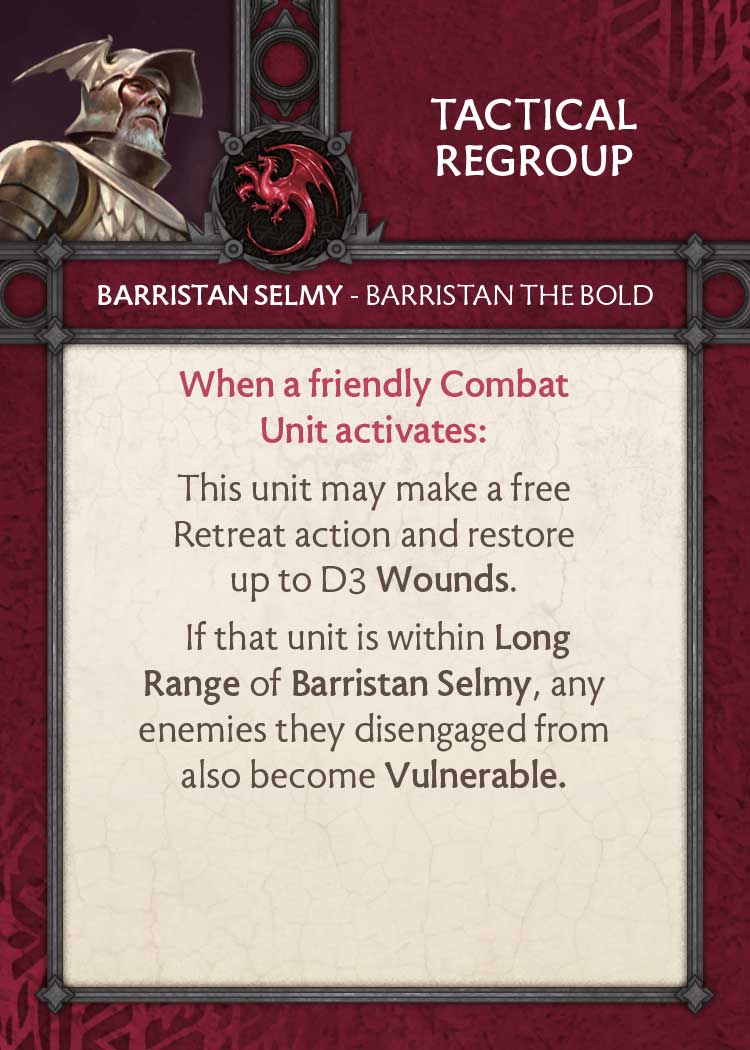 TACTICAL
REGROUP
BARRISTAN SELMY - BARRISTAN THE BOLD
When a friendly Combat
Unit activates:
This unit may make a free
Retreat action and restore
up to D3 Wounds.
If that unit is within Long
Range of Barristan Selmy, any
enemies they disengaged from
also become Vulnerable.